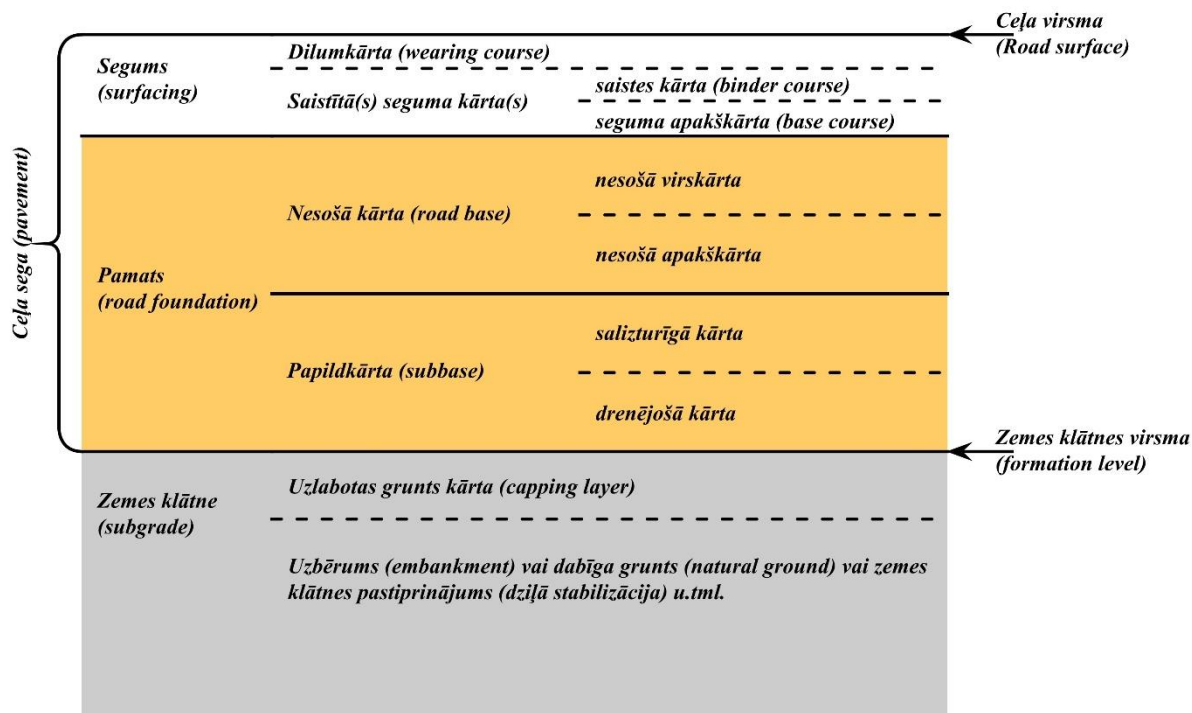 Ceļa virsma
(Road surface)
Dilumkārta (wearing course)
Segums
(surfacing)
Saistītā(s) seguma kārta(s)
saistes kārta (binder course)
seguma apakškārta (base course)
Ceļa sega (pavement)
nesošā virskārta
Nesošā kārta (road base)
nesošā apakškārta
Pamats
(road foundation)
salizturīgā kārta
Papildkārta (subbase)
drenējošā kārta
Zemes klātnes virsma
(formation level)
Zemes klātne
(subgrade)
Uzlabotas grunts kārta (capping layer)
Uzbērums (embankment) vai dabīga grunts (natural ground) vai zemes
klātnes pastiprinājums (dziļā stabilizācija) u.tml.